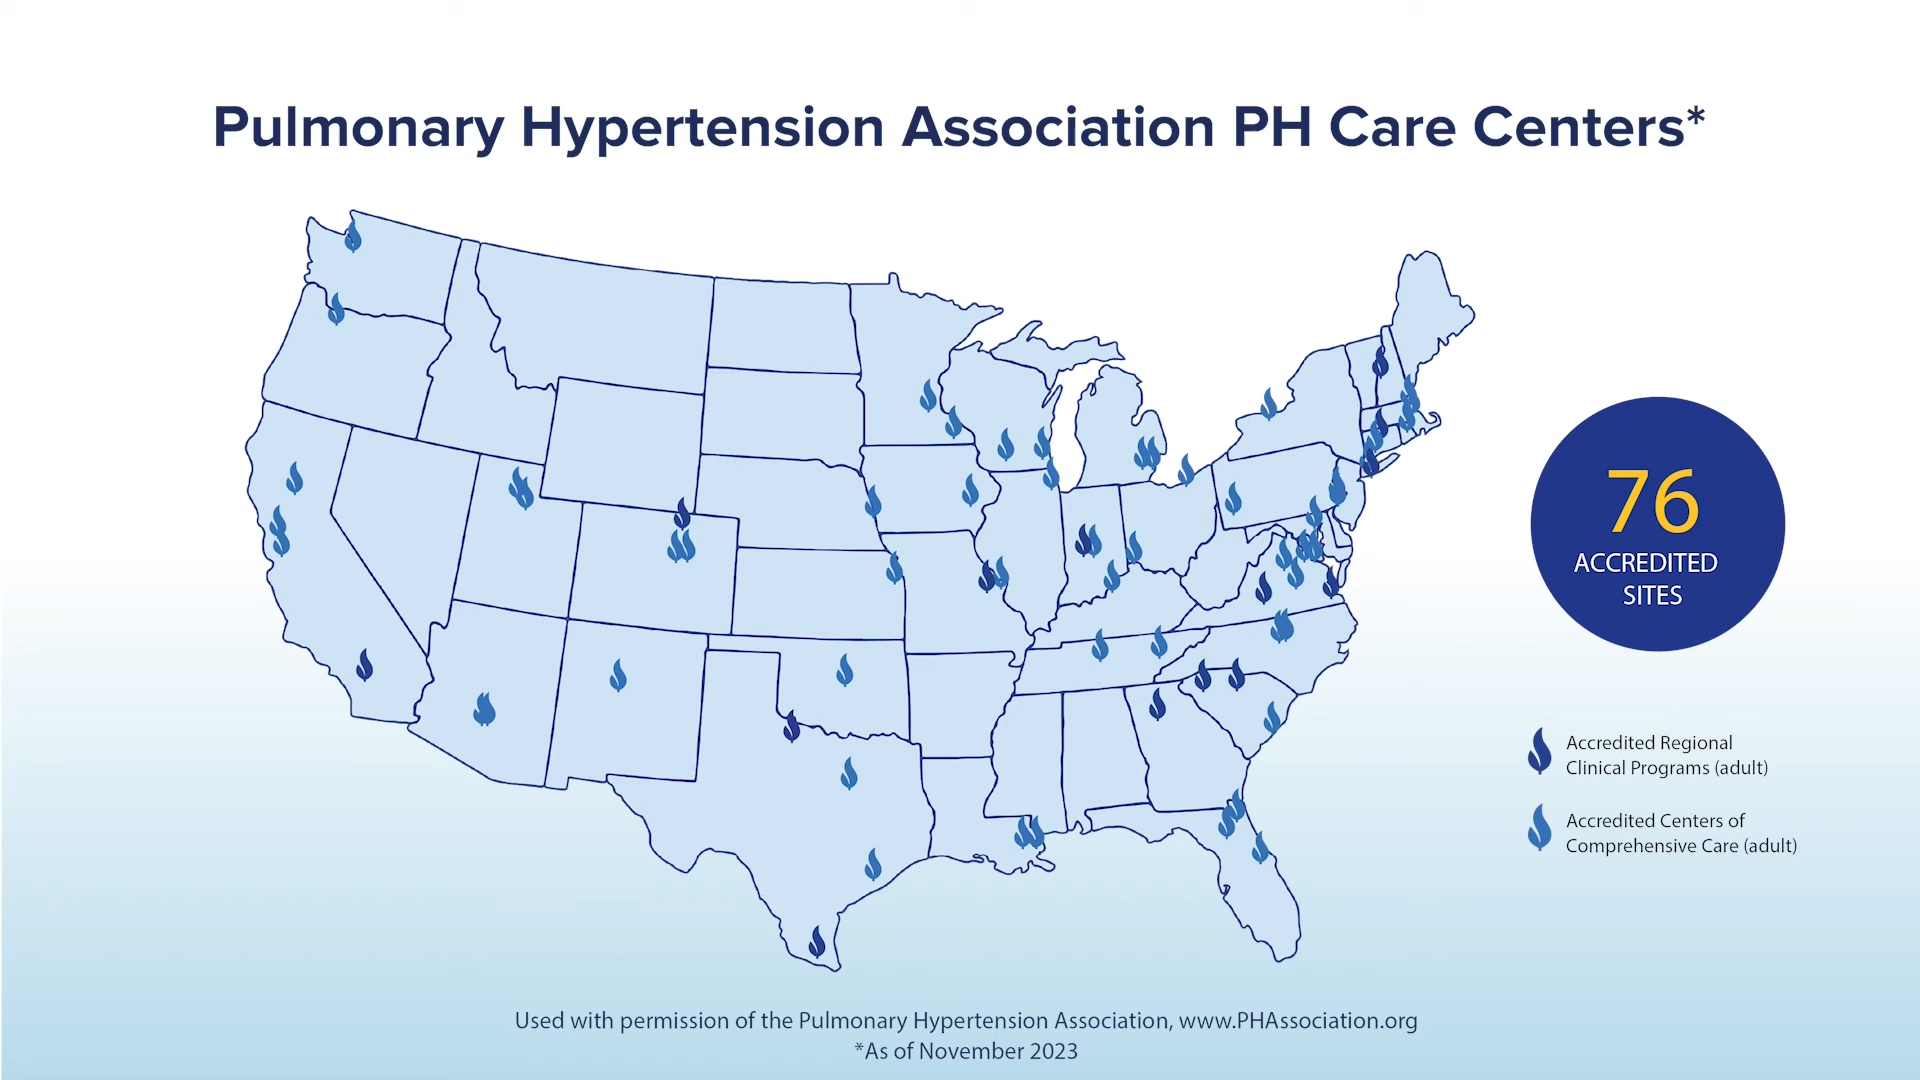 Pulmonary Hypertension Association PH Care Centers*
76
ACCREDITED
SITES
Accredited Regional
Clinical Programs (adult)
Accredited Centers of
Comprehensive Care (adult)
Used with permission of the Pulmonary Hypertension Association, www.PHAssociation.org
*As of November 2023